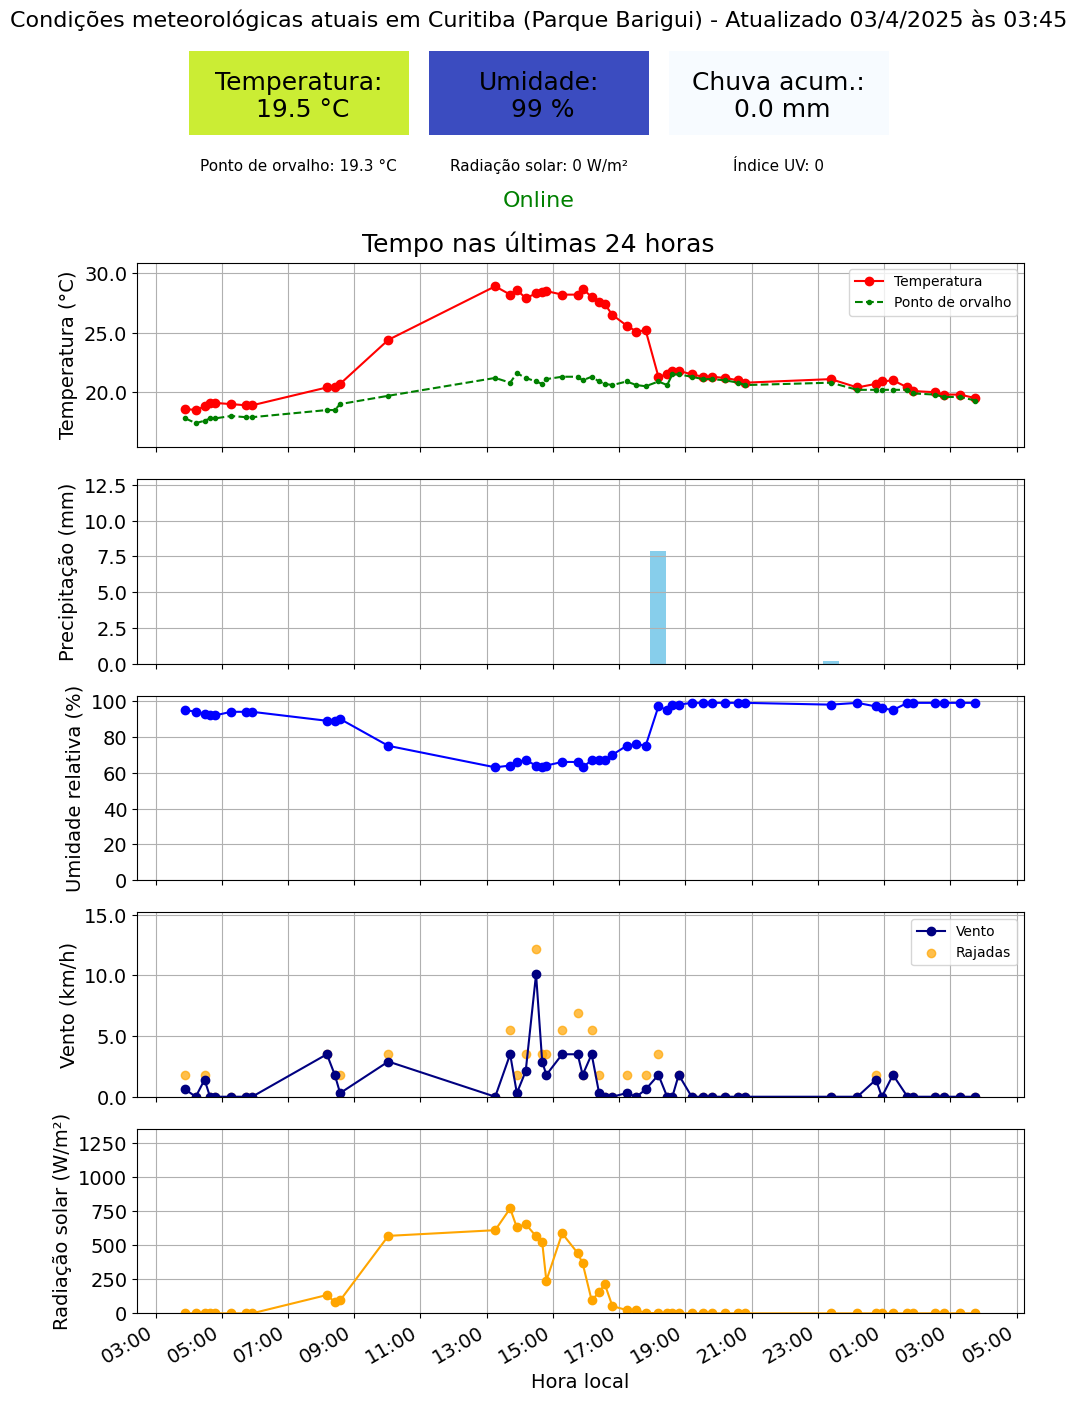 Condições meteorológicas atuais em Curitiba (Parque Barigui) - Atualizado 03/4/2025 às 03:45
Temperatura:
19.5 °C
Umidade:
99 %
Chuva acum.:
0.0 mm
Ponto de orvalho: 19.3 °C
Radiação solar: 0 W/m²
Índice UV: 0
Online
Tempo nas últimas 24 horas
Temperatura (°C)
30.0
25.0
20.0
Temperatura
Ponto de orvalho
Precipitação (mm)
12.5
10.0
7.5
5.0
2.5
0.0
Umidade relativa (%)
100
80
60
40
20
0
Vento (km/h)
15.0
10.0
5.0
0.0
Vento
Rajadas
Radiação solar (W/m²)
1250
1000
750
500
250
0
03:00
05:00
07:00
09:00
11:00
13:00
15:00
17:00
19:00
21:00
23:00
01:00
03:00
05:00
Hora local